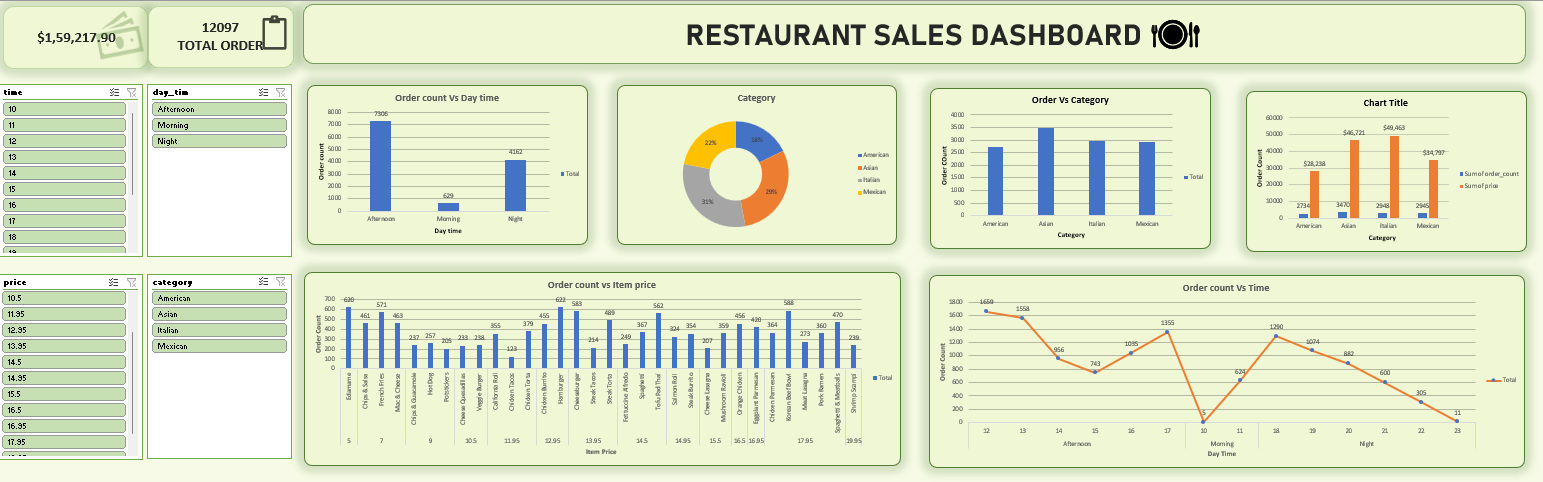 $1,59,217.90
12097
TOTAL ORDER
RESTAURANT SALES DASHBOARD
time
10
11
12
13
14
15
16
17
18
19
day_tim
Afternoon
Morning
Night
Order count Vs Day time
Order count
8000
7000
6000
5000
4000
3000
2000
1000
0
7306
629
4162
Afternoon Morning Night
Day time
Total
Category
18%
29%
31%
22%
American
Asian
Italian
Mexican
Order Vs Category
Order COunt
4000
3500
3000
2500
2000
1500
1000
500
0
American Asian Italian Mexican
Category
Total
Chart Title
Order Count
60000
50000
40000
30000
20000
10000
0
$28,238 $46,721 $49,463 $34,797
2734 3470 2948 2945
American Asian Italian Mexican
Category
Sum of order_count
Sum of price
price
10.5
11.95
12.95
13.95
14.5
14.95
15.5
16.5
16.95
17.95
category
American
Asian
Italian
Mexican
Order count vs Item price
Order Count
700
600
500
400
300
200
100
0
620 461 571 463 237 257 205 233 238 355 123 379 455 622 583 214 489 249 367 562 324 354 207 359 456 420 364 588 273 360 470 239
Edamame Chips & Salsa French Fries Mac & Cheese Chips & Guacamole Hot Dog Potstickers Cheese Quesadillas Veggie Burger California Roll Chicken Tacos Chicken Torta Chicken Burrito Hamburger Cheeseburger Steak Tacos Steak Torta Fettuccine Alfredo Spaghetti Tofu Pad Thai Salmon Roll Steak Burrito Cheese Lasagna Mushroom Ravioli Orange Chicken Eggplant Parmesan Chicken Parmesan Korean Beef Bowl Meat Lasagna Pork Ramen Spaghetti & Meatballs Shrimp Scampi
5 7 9 10.5 11.95 12.95 13.95 14.5 14.95 15.5 16.5 16.95 17.95 19.95
Item Price
Total
Order count Vs Time
Order Count
1800
1600
1400
1200
1000
800
600
400
200
0
1659 1558 956 743 1035 1355 5 624 1290 1074 882 600 305 11
12 13 14 15 16 17 10 11 18 19 20 21 22 23
Afternoon Morning Night
Day Time
Total